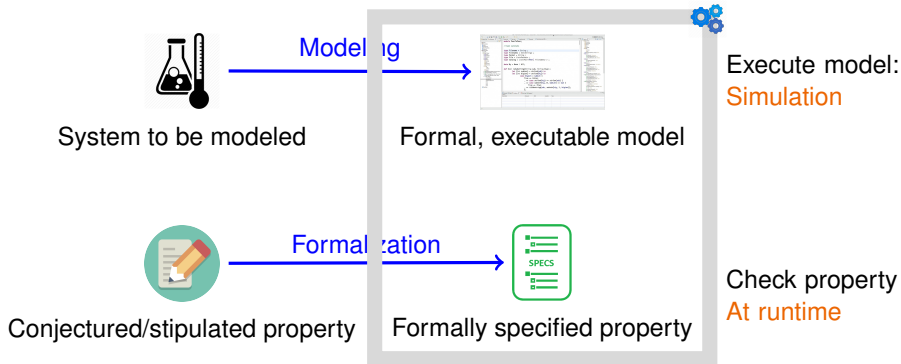 Modeling
Execute model:
Simulation
System to be modeled
Formal, executable model
Formalization
SPECS
Check property
At runtime
Conjectured/stipulated property
Formally specified property